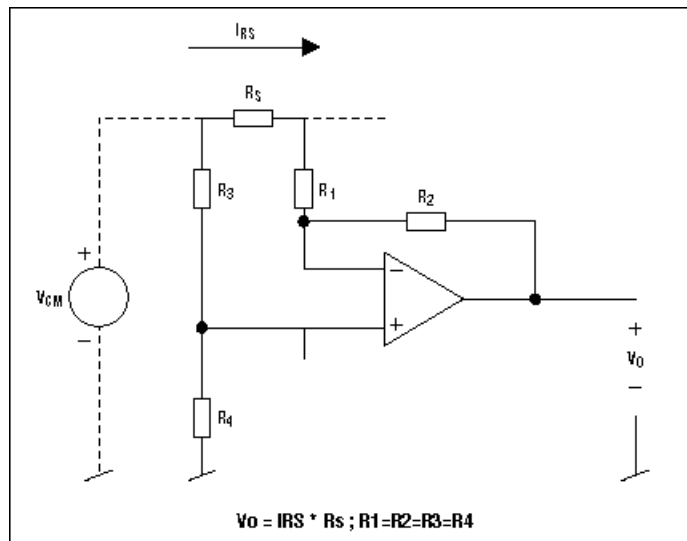 IRS
RS
R3
R1
R2
+
VCM
−
−
+
+
VO
−
R4
Vo = IRS * Rs ; R1=R2=R3=R4